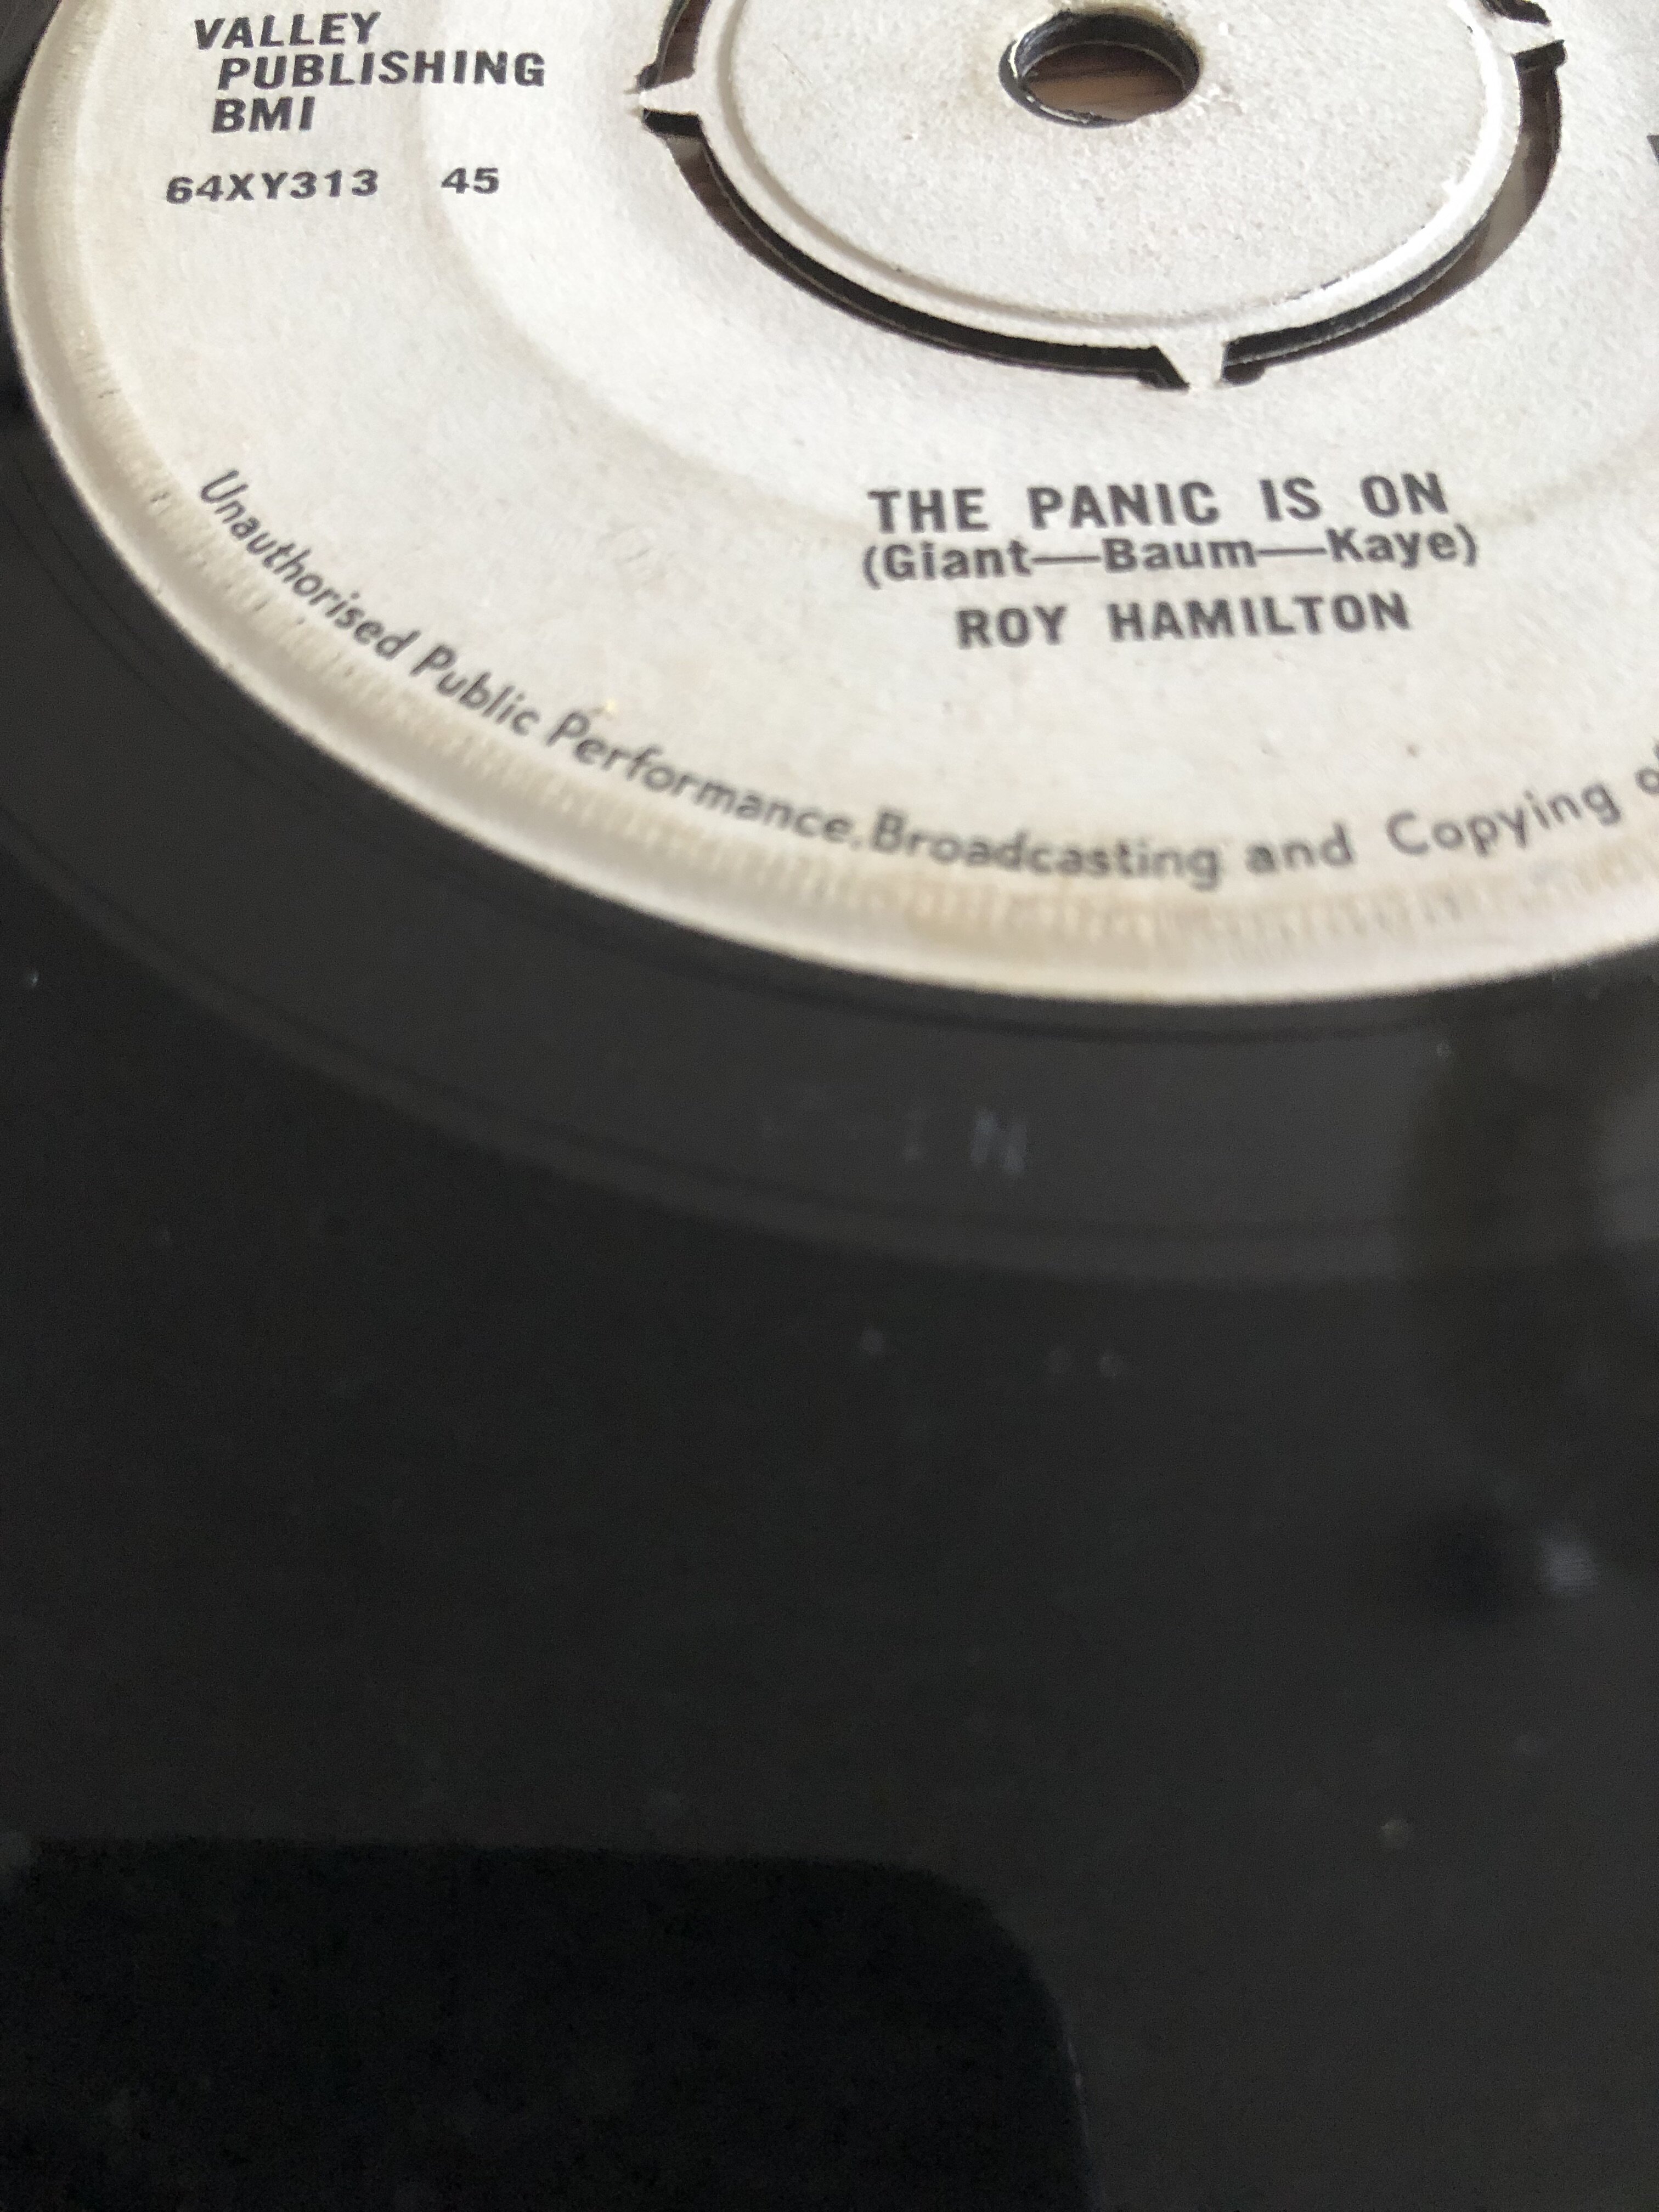 VALLEY
PUBLISHING
BMI
64XY313 45
THE PANIC IS ON
(Giant—Baum—Kaye)
ROY HAMILTON
Unauthorised Public Performance, Broadcasting and Copying